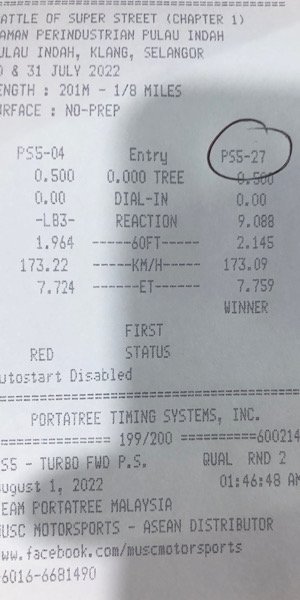 ATTLE OF SUPER STREET (CHAPTER 1)
AMAN PERINDUSTRIAN PULAU INDAH
ULAU INDAH, KLANG, SELANGOR
0 & 31 JULY 2022
ENGTH : 201M - 1/8 MILES
URFACE : NO-PREP
PS5-04 Entry PS5-27
0.500 0.000 TREE 0.500
0.00 DIAL-IN 0.00
-LB3- REACTION 9.088
1.964 ------60FT----- 2.145
173.22 ------KM/H----- 173.09
7.724 ------ET----- 7.759
WINNER
FIRST
RED STATUS
utostart Disabled
PORTATREE TIMING SYSTEMS, INC.
============= 199/200 ==========600214
S5 - TURBO FWD P.S. QUAL RND 2
ugust 1, 2022 01:46:48 AM
EAM PORTATREE MALAYSIA
USC MOTORSPORTS - ASEAN DISTRIBUTOR
ww.facebook.com/muscmotorsports
6016-6681490